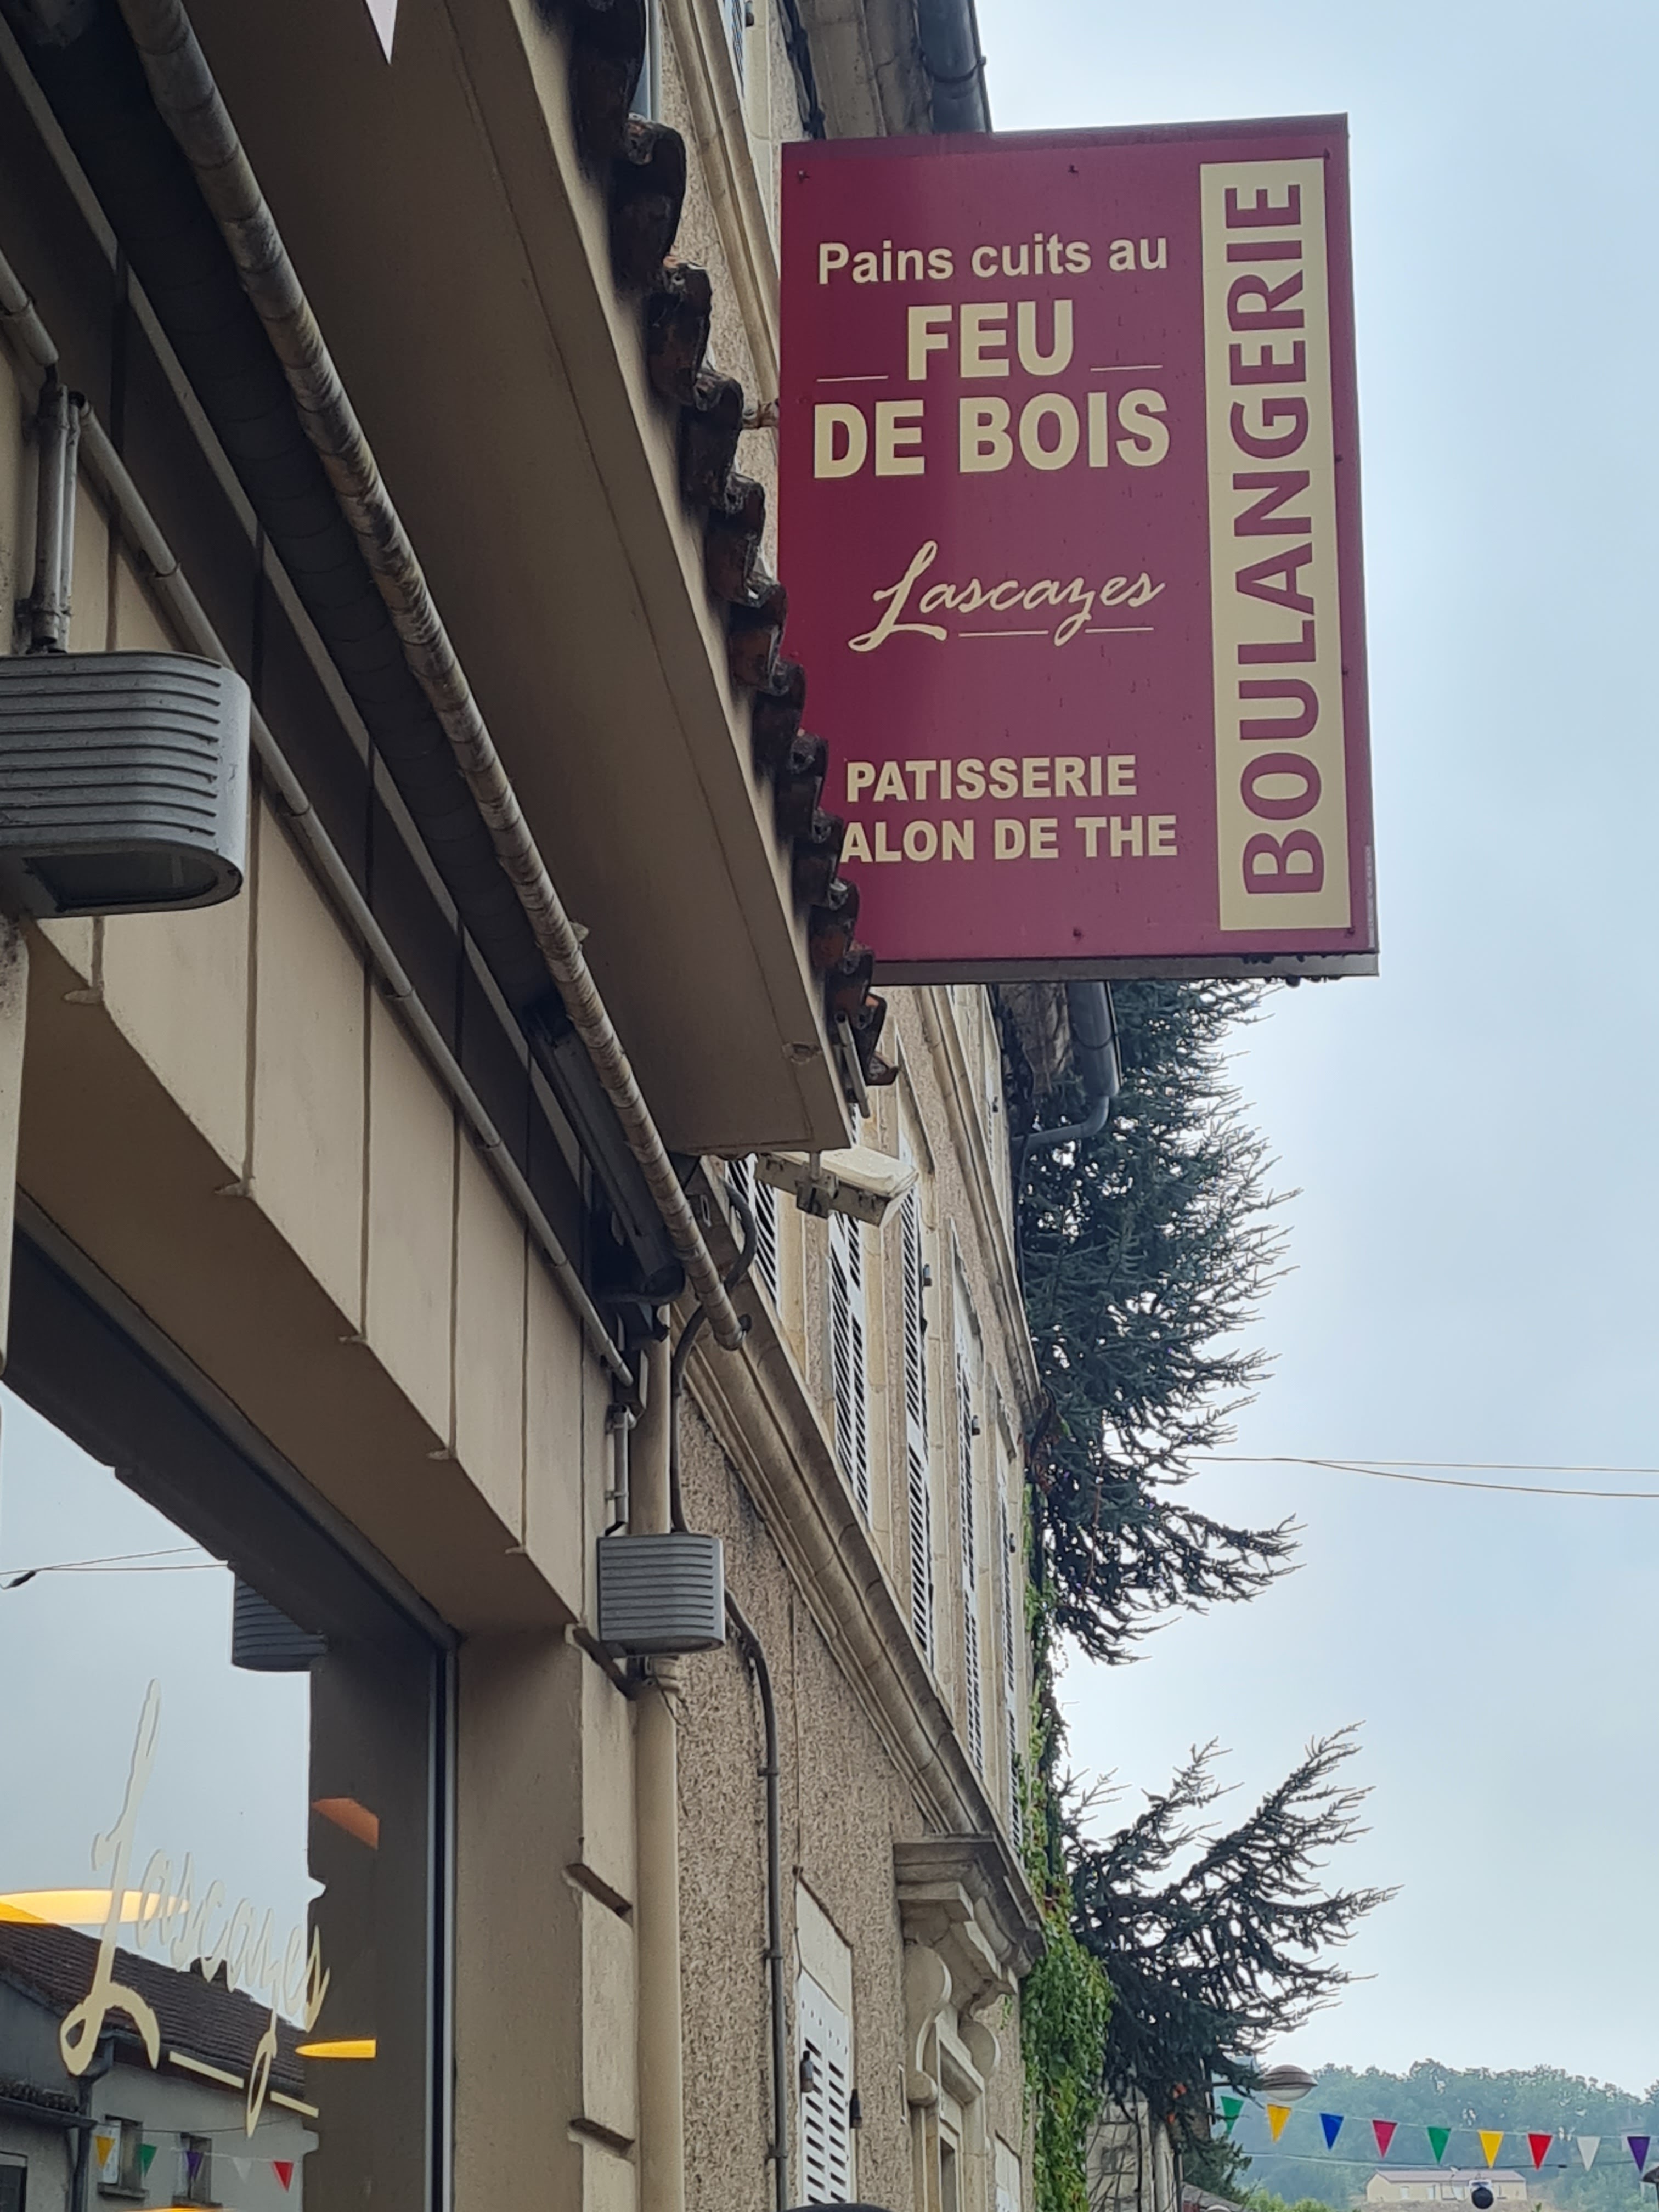 Pains cuits au
FEU
DE BOIS
Lascazes
PATISSERIE
ALON DE THE
BOULANGERIE
Lascazes